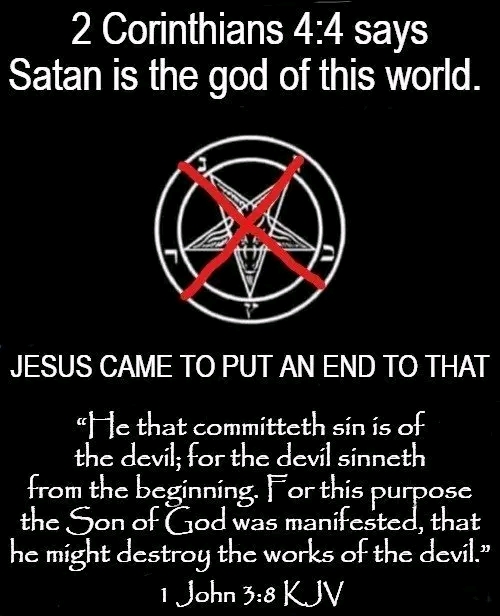 2 Corinthians 4:4 says
Satan is the god of this world.
JESUS CAME TO PUT AN END TO THAT
“He that committeth sin is of
the devil; for the devil sinneth
from the beginning. For this purpose
the Son of God was manifested, that
he might destroy the works of the devil.”
1 John 3:8 KJV